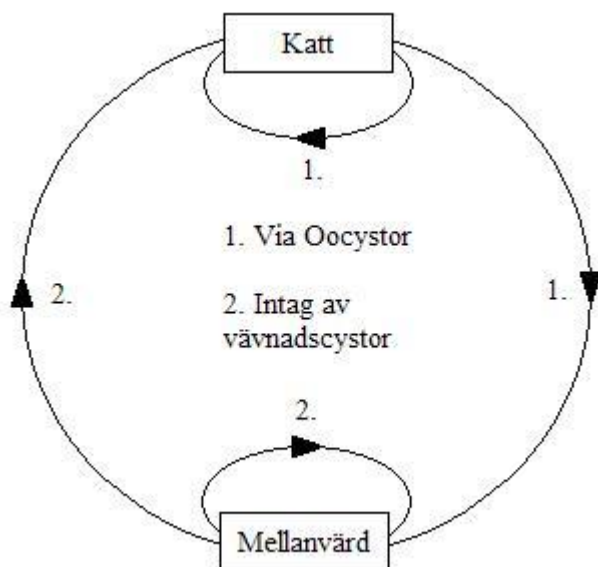 Katt
1.
1. Via Oocystor
2.
1.
2. Intag av
vävnadscystor
2.
Mellanvärd